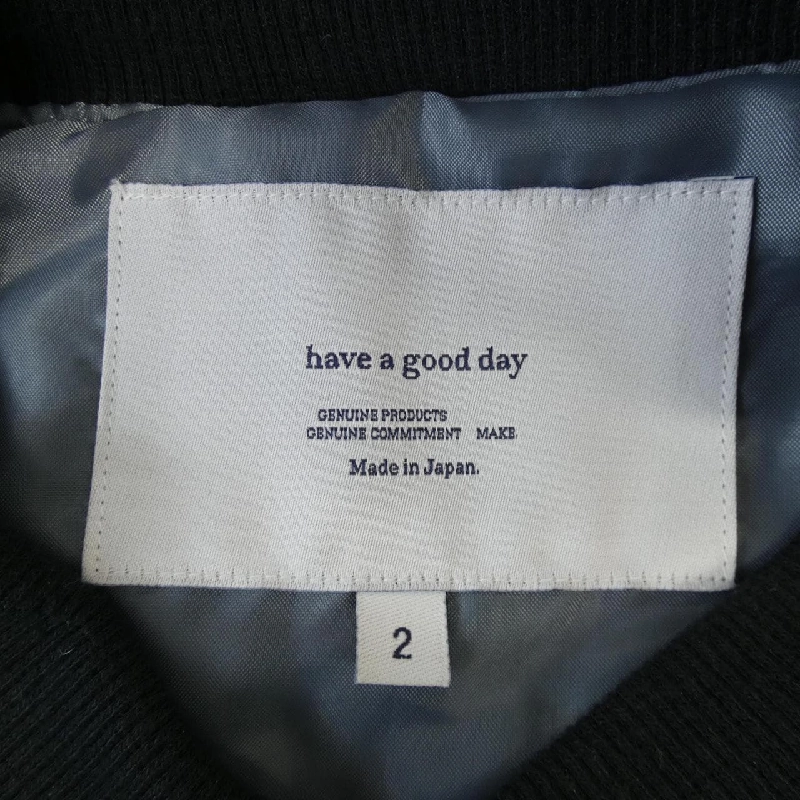 have a good day
GENUINE PRODUCTS
GENUINE COMMITMENT MAKE
Made in Japan.
2